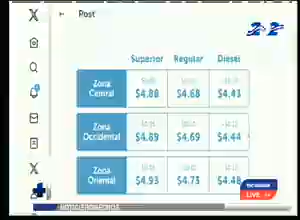 Post
Superior Regular Diesel
Zona Central $4.88 $4.68 $4.43
Zona Occidental $4.89 $4.69 $4.44
Zona Oriental $4.93 $4.73 $4.48
LIVE